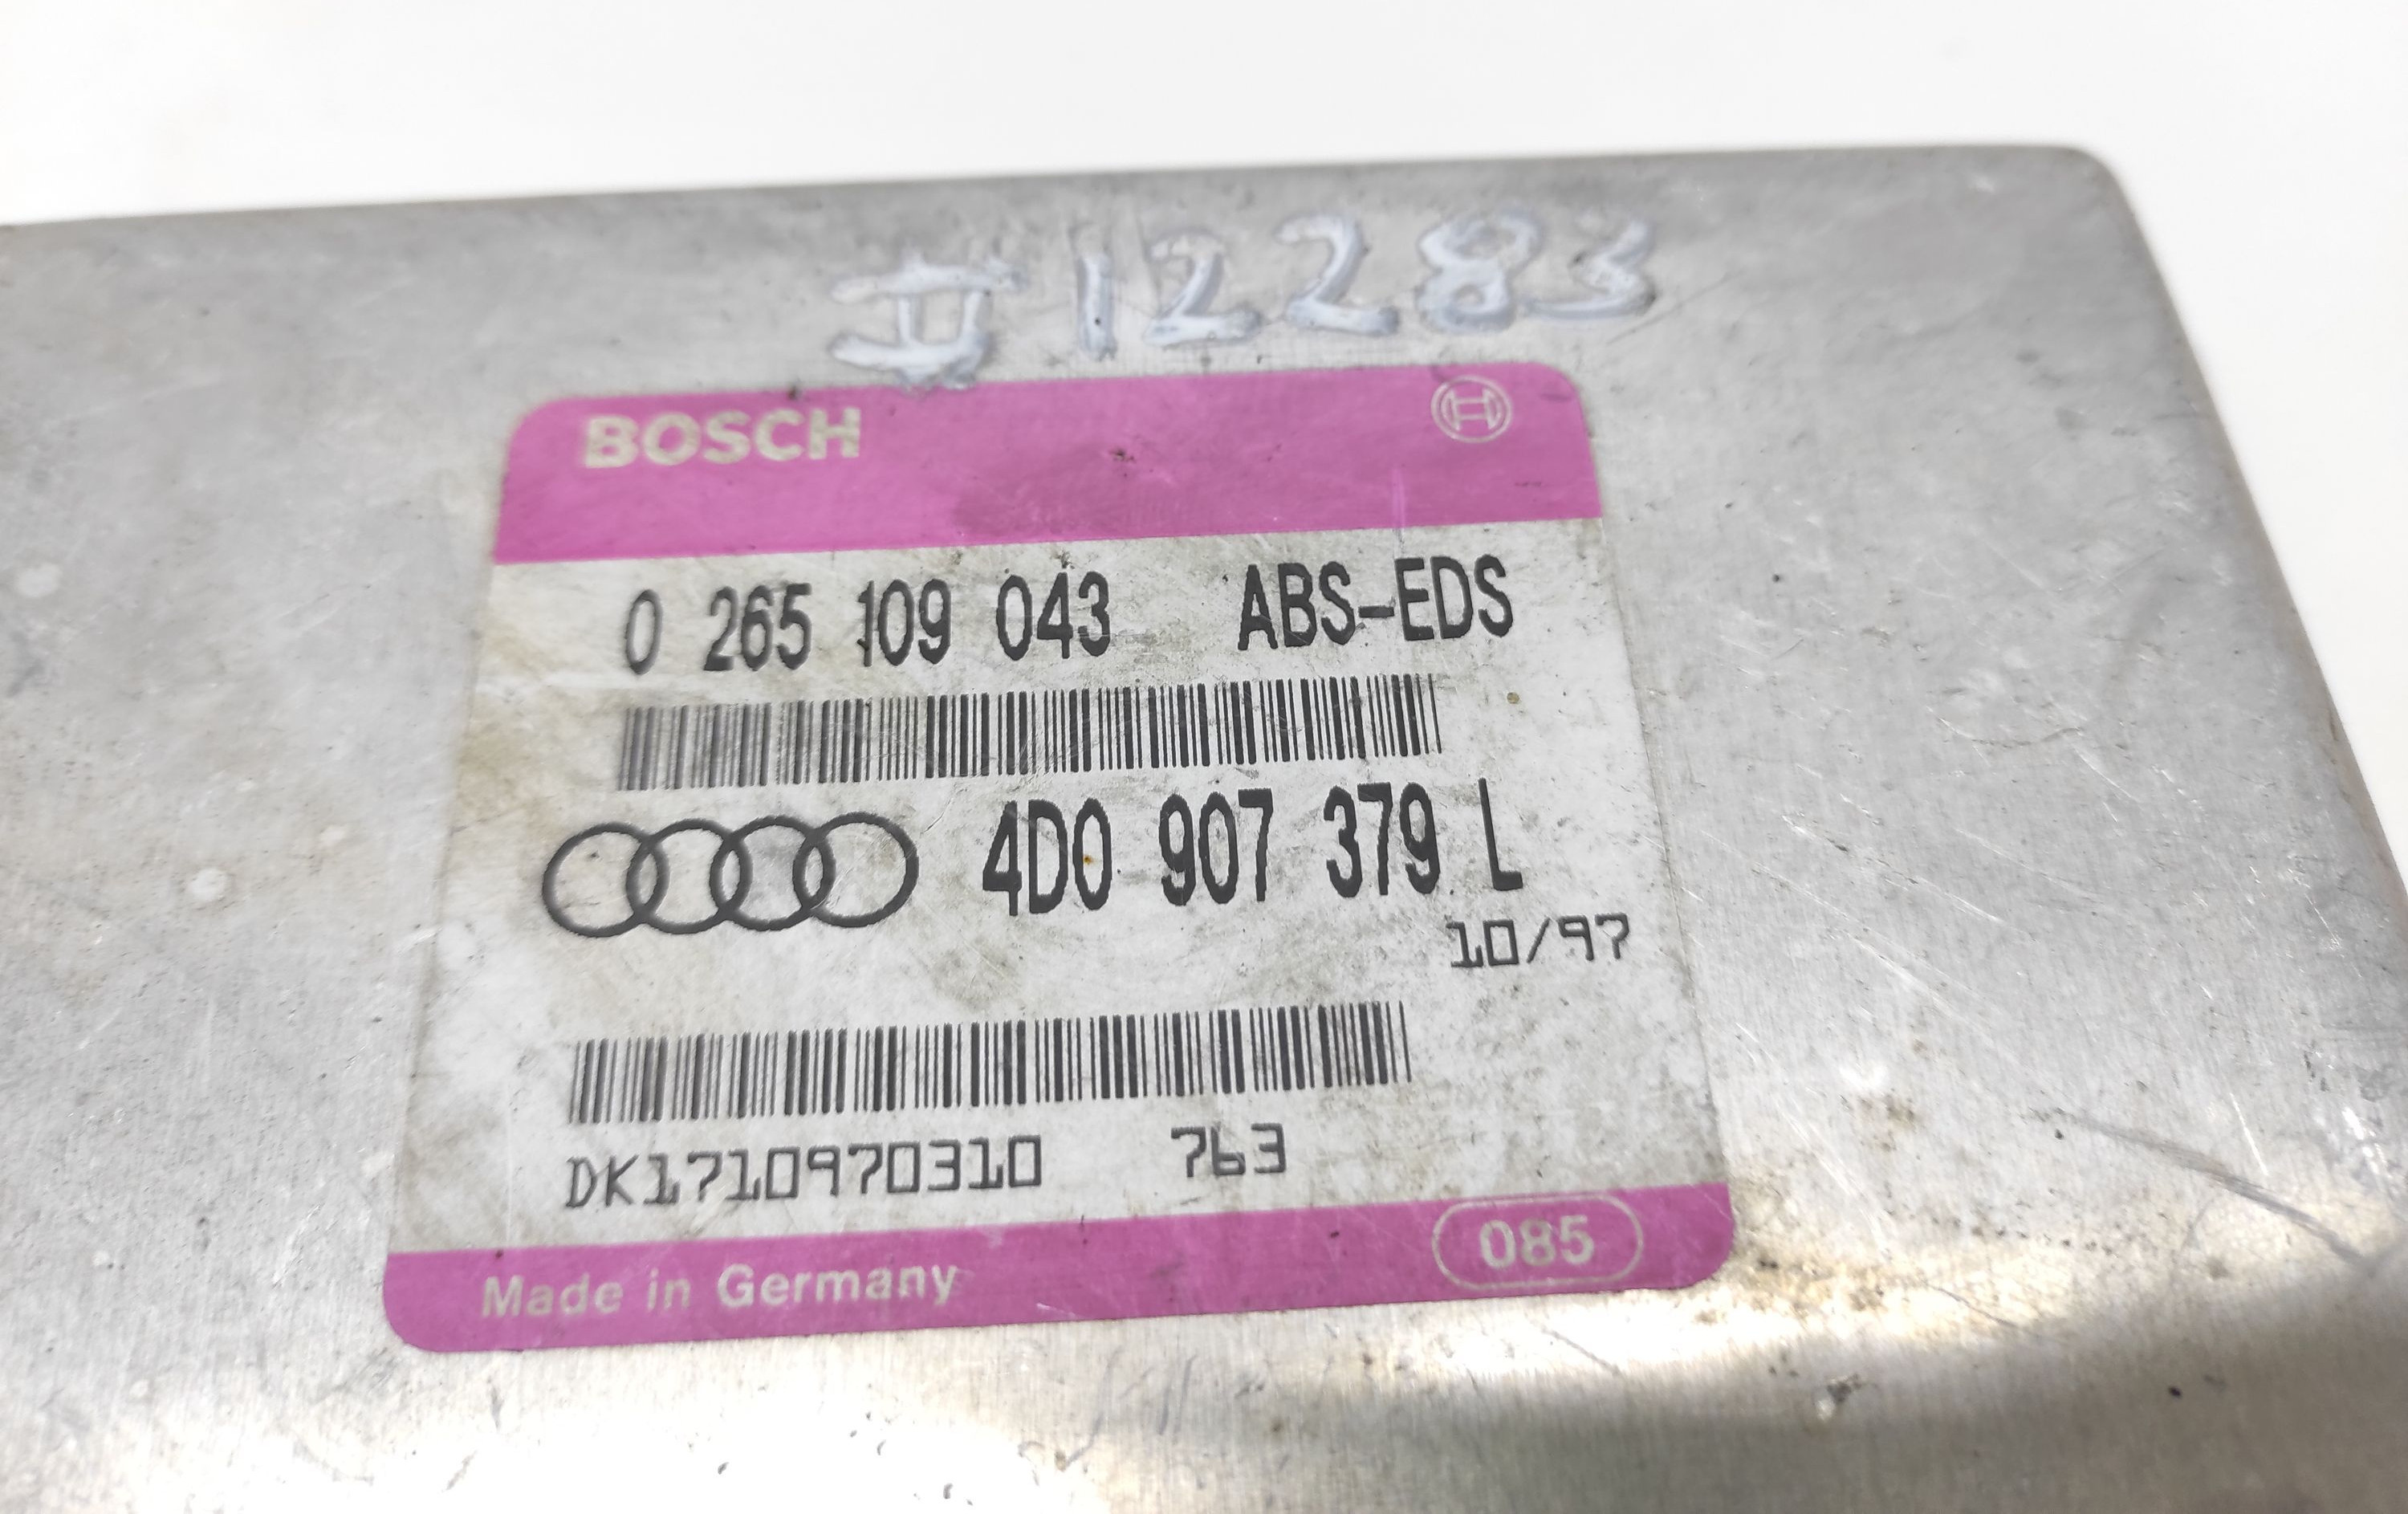 #12283
BOSCH
0 265 109 043 ABS-EDS
4D0 907 379 L
10/97
DK1710970310 763
Made in Germany 085